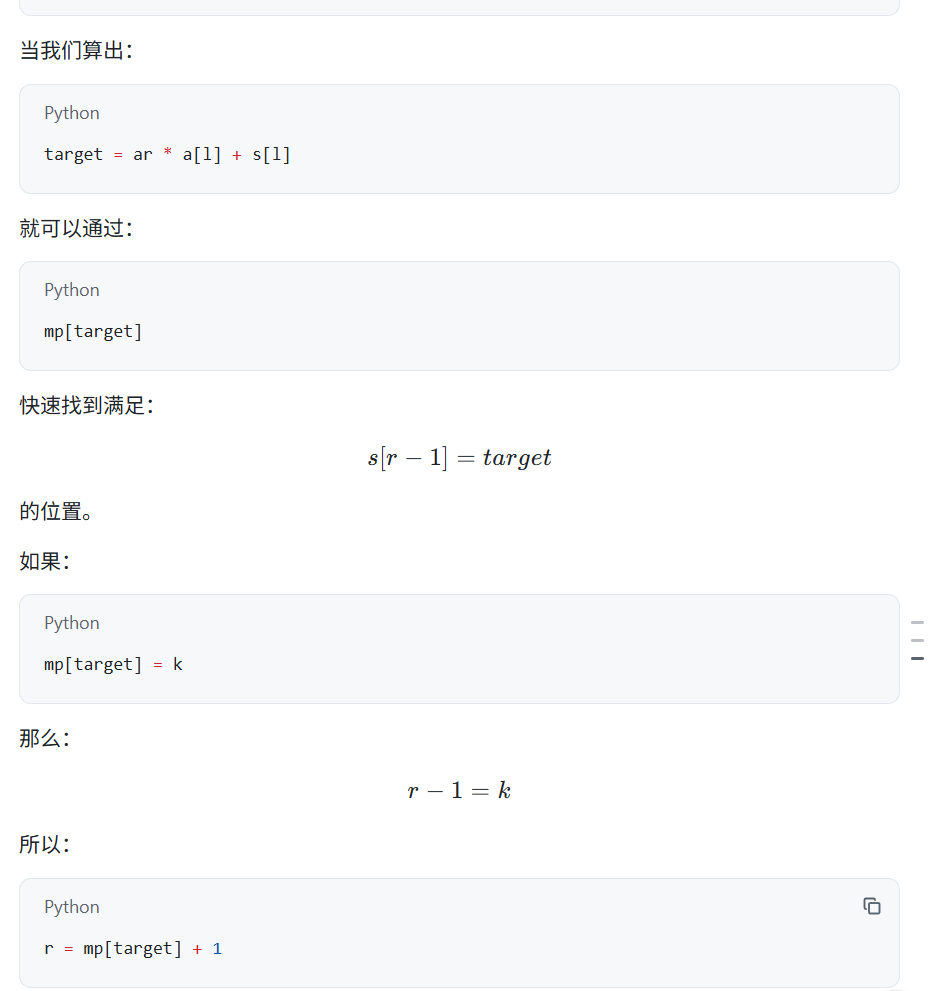 当我们算出：
Python
target = ar * a[l] + s[l]
就可以通过：
Python
mp[target]
快速找到满足：
s[r − 1] = target
的位置。
如果：
Python
mp[target] = k
那么：
r − 1 = k
所以：
Python
r = mp[target] + 1